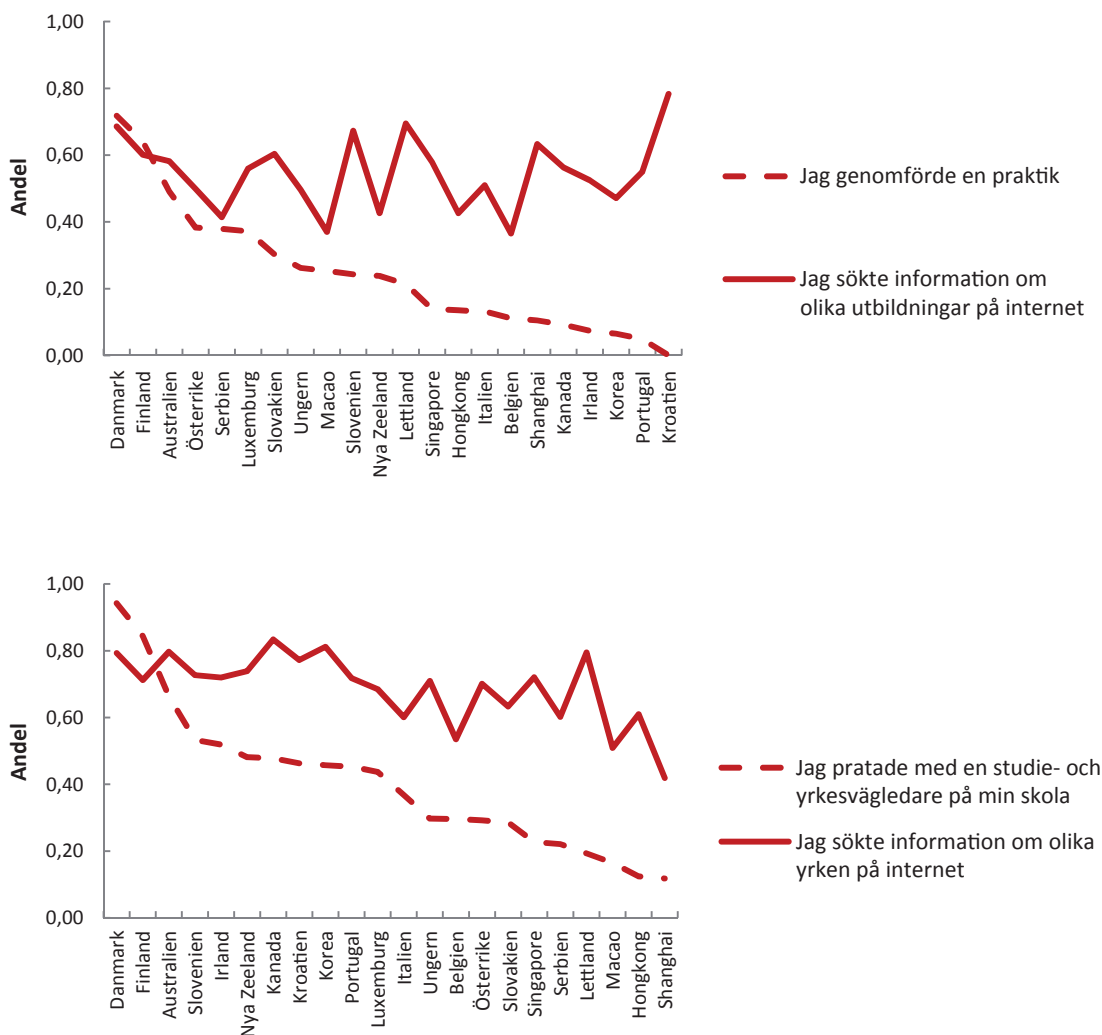 1,00
0,80
0,60
0,40
0,20
0,00
Andel
Danmark
Finland
Australien
Österrike
Serbien
Luxemburg
Slovakien
Ungern
Macao
Slovenien
Nya Zeeland
Lettland
Singapore
Hongkong
Italien
Belgien
Shanghai
Kanada
Irland
Korea
Portugal
Kroatien
Jag genomförde en praktik
Jag sökte information om
olika utbildningar på internet
1,00
0,80
0,60
0,40
0,20
0,00
Andel
Danmark
Finland
Australien
Slovenien
Irland
Nya Zeeland
Kanada
Kroatien
Korea
Portugal
Luxemburg
Italien
Ungern
Belgien
Österrike
Slovakien
Singapore
Serbien
Lettland
Macao
Hongkong
Shanghai
Jag pratade med en studie- och
yrkesvägledare på min skola
Jag sökte information om olika
yrken på internet